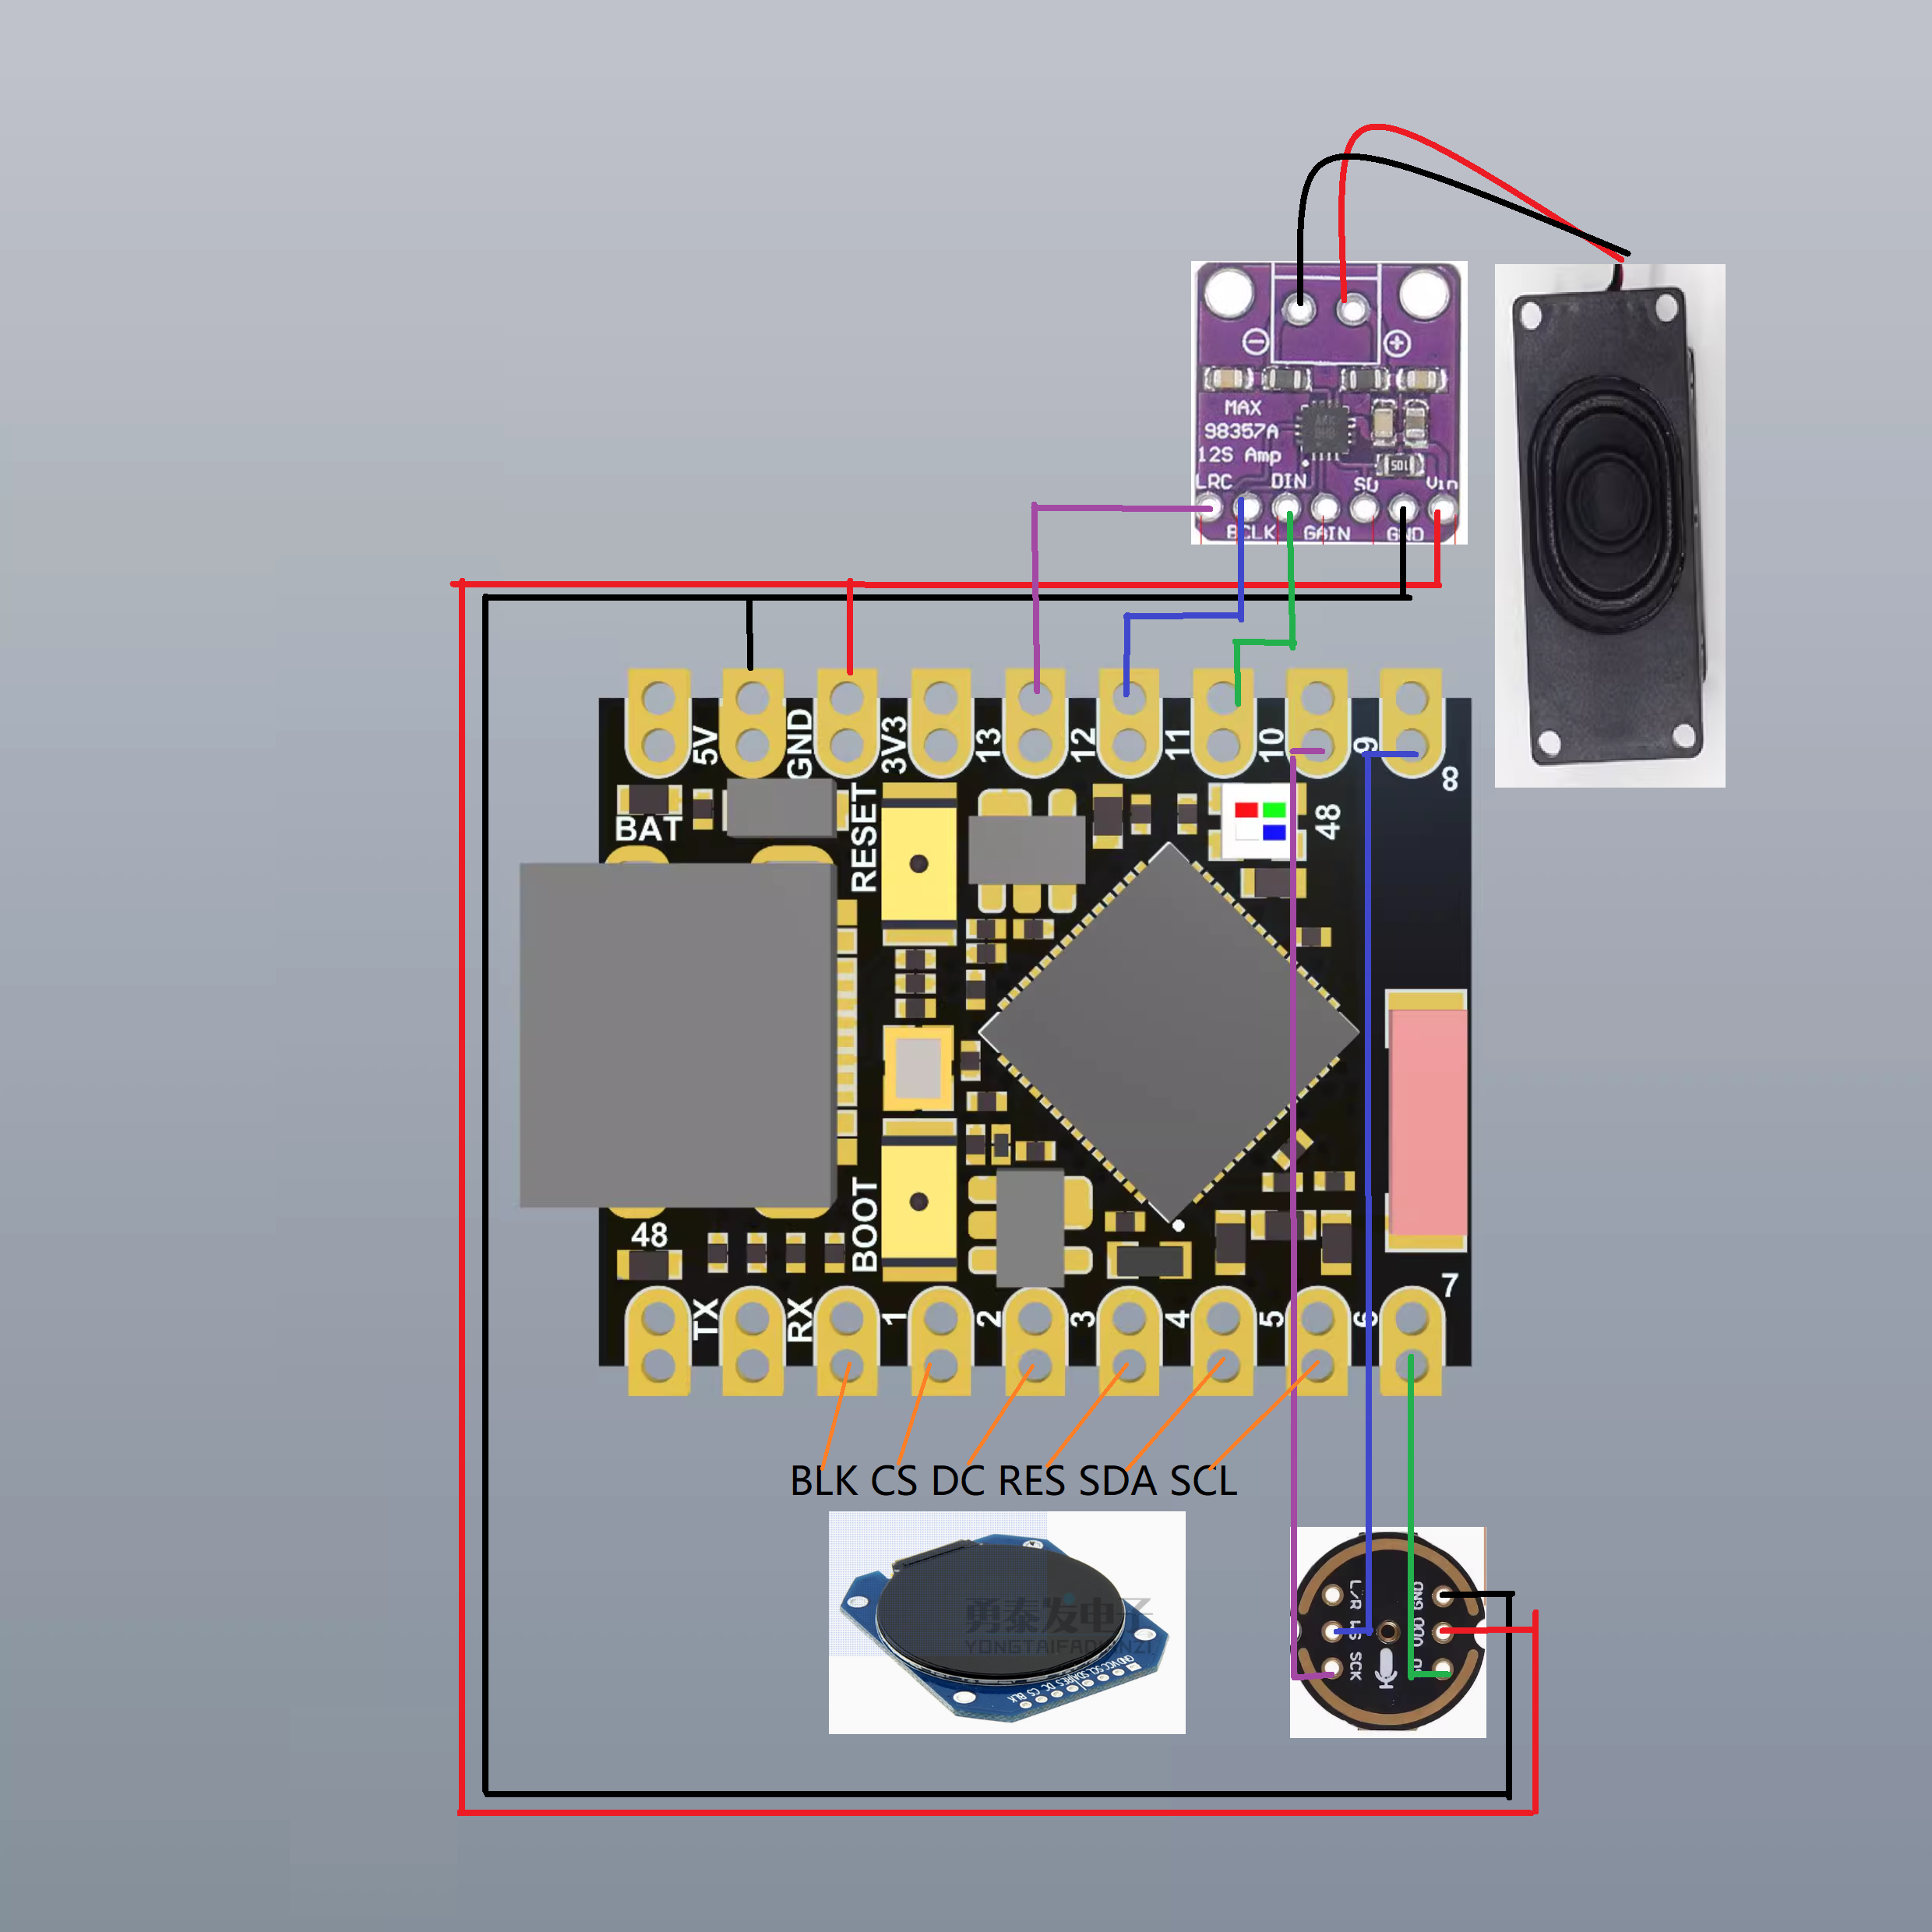 MAX
98357A
12S Amp
LRC
DIN
SD
Vin
BCLK
GAIN
GND
5V
GND
3V3
13
12
11
10
9
8
BAT
RESET
48
48
BOOT
7
TX
RX
1
2
3
4
5
6
BLK CS DC RES SDA SCL
勇泰发电子
YONGTAIFADIANZI
GND VCC SCL SDA RES DC CS BLK
L/R
WS
SCK
GND
VDD